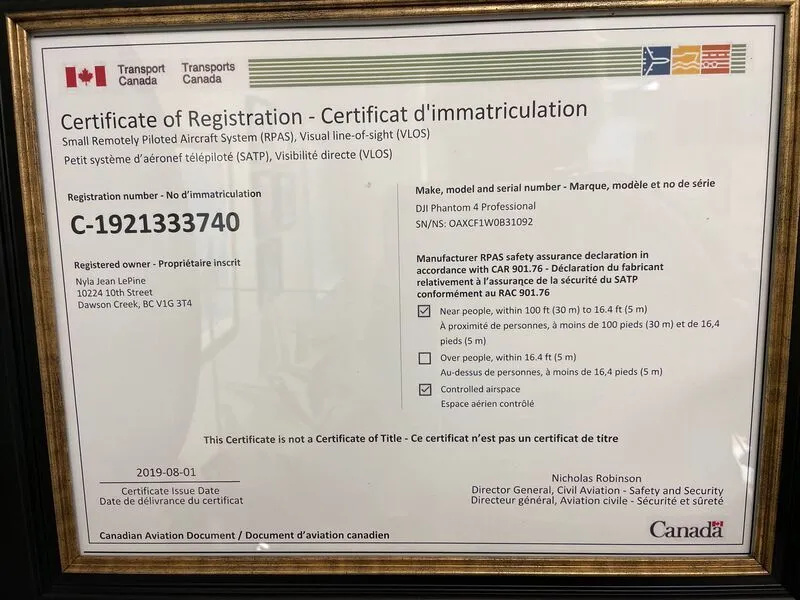 Transport Canada
Transports Canada
Certificate of Registration - Certificat d'immatriculation
Small Remotely Piloted Aircraft System (RPAS), Visual line-of-sight (VLOS)
Petit système d'aéronef télépiloté (SATP), Visibilité directe (VLOS)
Registration number - No d'immatriculation
C-1921333740
Registered owner - Propriétaire inscrit
Nyla Jean LePine
10224 10th Street
Dawson Creek, BC V1G 3T4
Make, model and serial number - Marque, modèle et no de série
DJI Phantom 4 Professional
SN/NS: OAXCF1W0B31092
Manufacturer RPAS safety assurance declaration in
accordance with CAR 901.76 - Déclaration du fabricant
relativement à l'assurance de la sécurité du SATP
conformément au RAC 901.76
Near people, within 100 ft (30 m) to 16.4 ft (5 m)
À proximité de personnes, à moins de 100 pieds (30 m) et de 16,4
pieds (5 m)
Over people, within 16.4 ft (5 m)
Au-dessus de personnes, à moins de 16,4 pieds (5 m)
Controlled airspace
Espace aérien contrôlé
This Certificate is not a Certificate of Title - Ce certificat n'est pas un certificat de titre
2019-08-01
Certificate Issue Date
Date de délivrance du certificat
Nicholas Robinson
Director General, Civil Aviation - Safety and Security
Directeur général, Aviation civile - Sécurité et sûreté
Canadian Aviation Document / Document d'aviation canadien
Canada